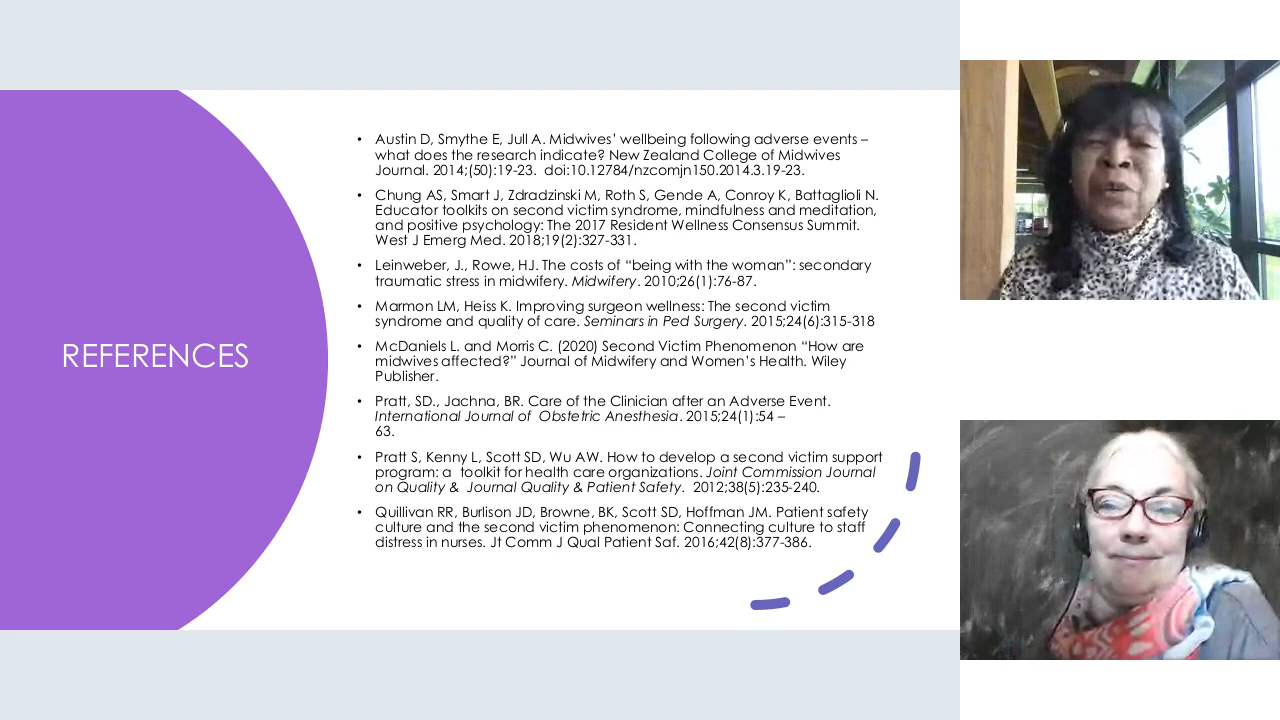 REFERENCES
• Austin D, Smythe E, Jull A. Midwives’ wellbeing following adverse events –
what does the research indicate? New Zealand College of Midwives
Journal. 2014;(50):19-23. doi:10.12784/nzcomjn150.2014.3.19-23.
• Chung AS, Smart J, Zdradzinski M, Roth S, Gende A, Conroy K, Battaglioli N.
Educator toolkits on second victim syndrome, mindfulness and meditation,
and positive psychology: The 2017 Resident Wellness Consensus Summit.
West J Emerg Med. 2018;19(2):327-331.
• Leinweber, J., Rowe, HJ. The costs of “being with the woman”: secondary
traumatic stress in midwifery. Midwifery. 2010;26(1):76-87.
• Marmon LM, Heiss K. Improving surgeon wellness: The second victim
syndrome and quality of care. Seminars in Ped Surgery. 2015;24(6):315-318
• McDaniels L. and Morris C. (2020) Second Victim Phenomenon “How are
midwives affected?” Journal of Midwifery and Women’s Health. Wiley
Publisher.
• Pratt, SD., Jachna, BR. Care of the Clinician after an Adverse Event.
International Journal of Obstetric Anesthesia. 2015;24(1):54 –
63.
• Pratt S, Kenny L, Scott SD, Wu AW. How to develop a second victim support
program: a toolkit for health care organizations. Joint Commission Journal
on Quality & Journal Quality & Patient Safety. 2012;38(5):235-240.
• Quillivan RR, Burlison JD, Browne, BK, Scott SD, Hoffman JM. Patient safety
culture and the second victim phenomenon: Connecting culture to staff
distress in nurses. Jt Comm J Qual Patient Saf. 2016;42(8):377-386.